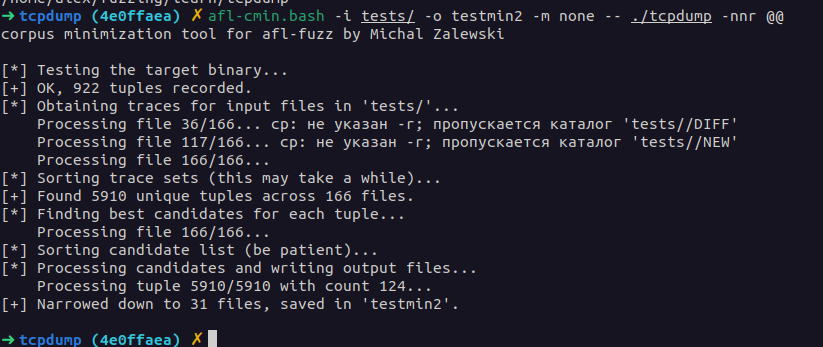 ➜ tcpdump (4e0ffaea) ✗ afl-cmin.bash -i tests/ -o testmin2 -m none -- ./tcpdump -nnr @@
corpus minimization tool for afl-fuzz by Michal Zalewski
[*] Testing the target binary...
[+] OK, 922 tuples recorded.
[*] Obtaining traces for input files in 'tests/'...
Processing file 36/166... cp: не указан -r; пропускается каталог 'tests//DIFF'
Processing file 117/166... cp: не указан -r; пропускается каталог 'tests//NEW'
Processing file 166/166...
[*] Sorting trace sets (this may take a while)...
[+] Found 5910 unique tuples across 166 files.
[*] Finding best candidates for each tuple...
Processing file 166/166...
[*] Sorting candidate list (be patient)...
[*] Processing candidates and writing output files...
Processing tuple 5910/5910 with count 124...
[+] Narrowed down to 31 files, saved in 'testmin2'.
➜ tcpdump (4e0ffaea) ✗